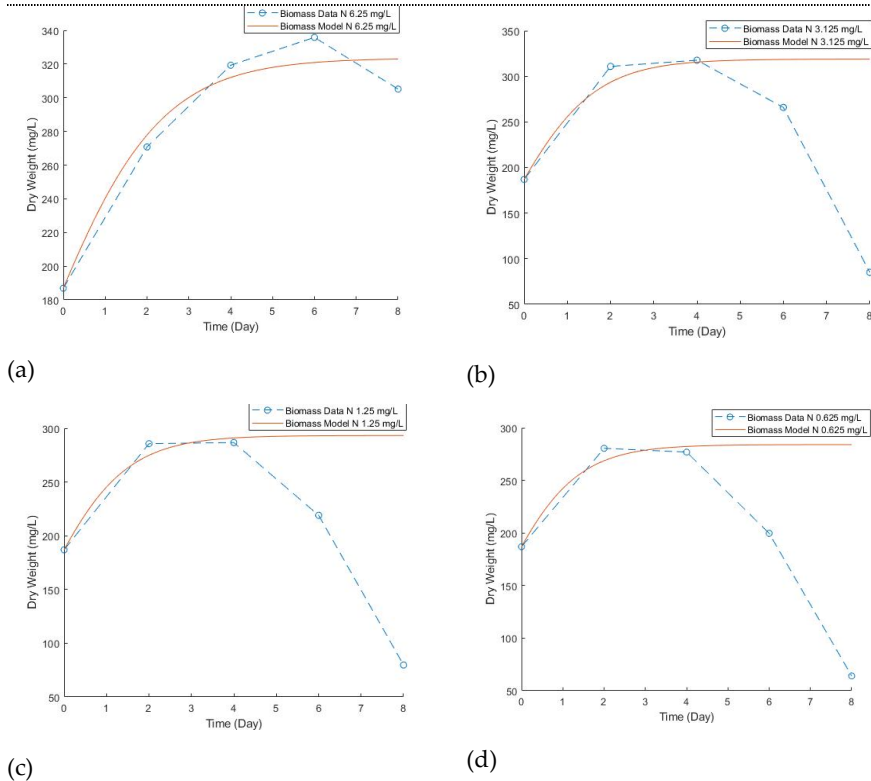 Biomass Data N 6.25 mg/L
Biomass Model N 6.25 mg/L
340
320
300
280
260
240
220
200
180
Dry Weight (mg/L)
0 1 2 3 4 5 6 7 8
Time (Day)
(a)
Biomass Data N 3.125 mg/L
Biomass Model N 3.125 mg/L
350
300
250
200
150
100
50
Dry Weight (mg/L)
0 1 2 3 4 5 6 7 8
Time (Day)
(b)
Biomass Data N 1.25 mg/L
Biomass Model N 1.25 mg/L
300
250
200
150
100
50
Dry Weight (mg/L)
0 1 2 3 4 5 6 7 8
Time (Day)
(c)
Biomass Data N 0.625 mg/L
Biomass Model N 0.625 mg/L
300
250
200
150
100
50
Dry Weight (mg/L)
0 1 2 3 4 5 6 7 8
Time (Day)
(d)